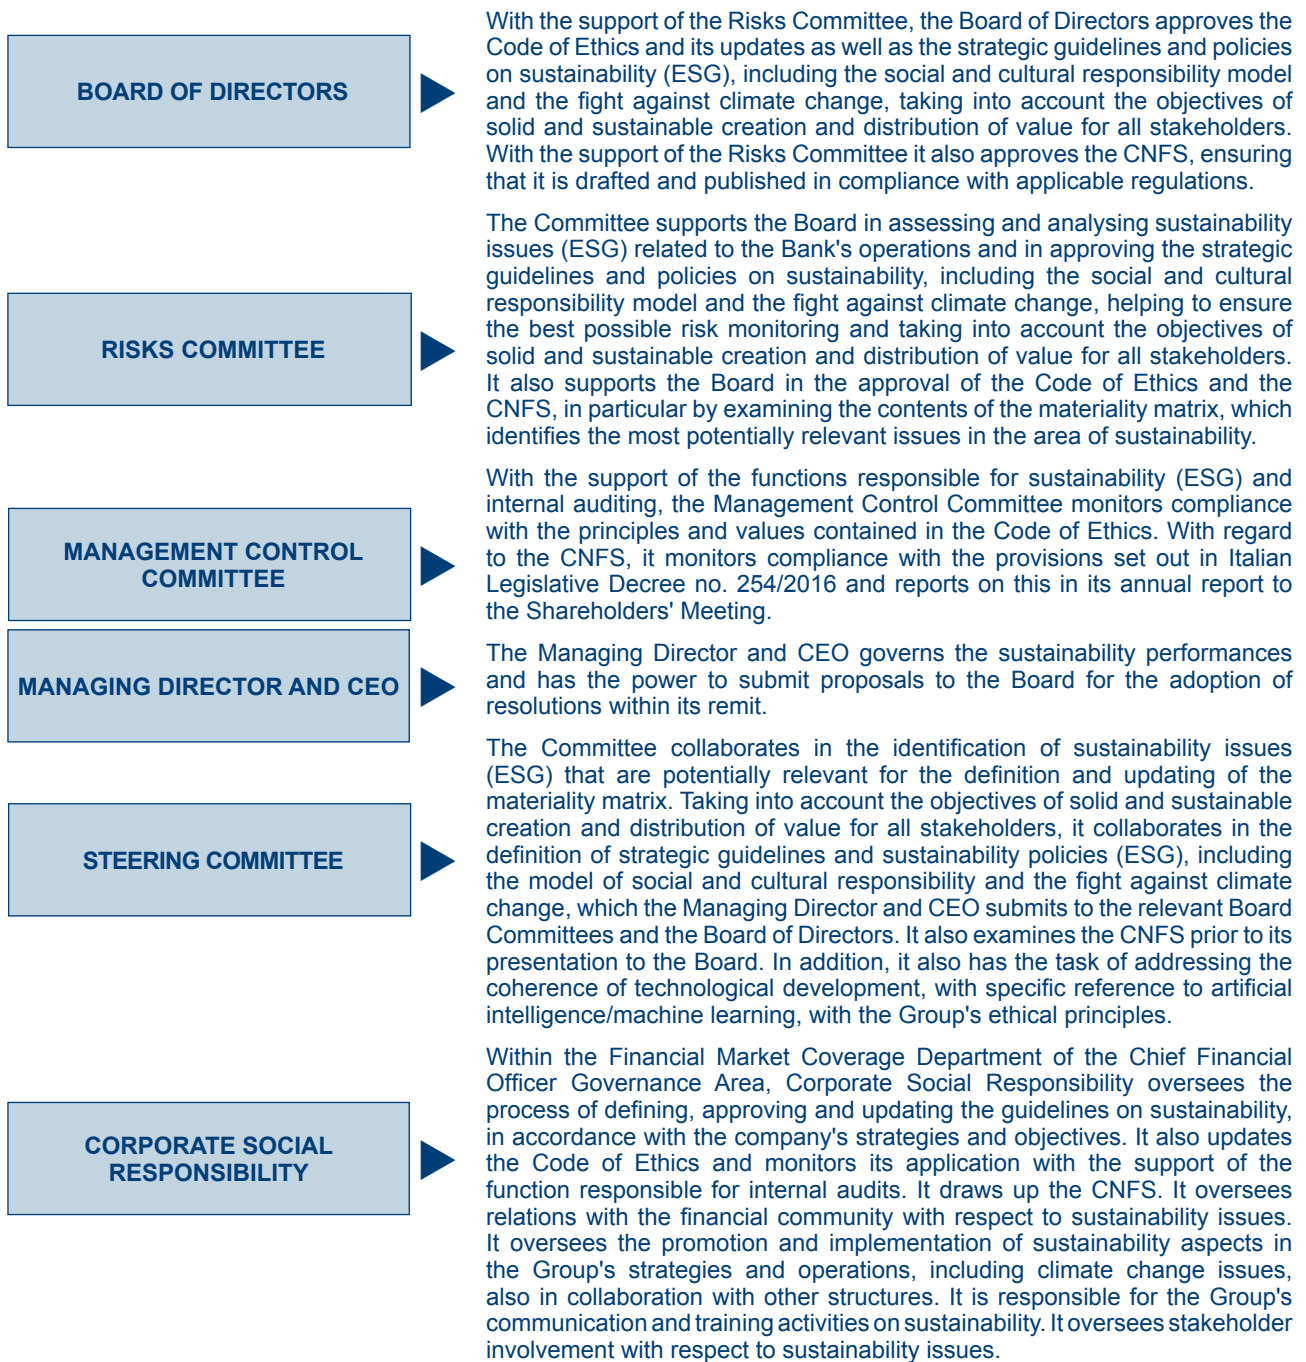 BOARD OF DIRECTORS
With the support of the Risks Committee, the Board of Directors approves the
Code of Ethics and its updates as well as the strategic guidelines and policies
on sustainability (ESG), including the social and cultural responsibility model
and the fight against climate change, taking into account the objectives of
solid and sustainable creation and distribution of value for all stakeholders.
With the support of the Risks Committee it also approves the CNFS, ensuring
that it is drafted and published in compliance with applicable regulations.
RISKS COMMITTEE
The Committee supports the Board in assessing and analysing sustainability
issues (ESG) related to the Bank's operations and in approving the strategic
guidelines and policies on sustainability, including the social and cultural
responsibility model and the fight against climate change, helping to ensure
the best possible risk monitoring and taking into account the objectives of
solid and sustainable creation and distribution of value for all stakeholders.
It also supports the Board in the approval of the Code of Ethics and the
CNFS, in particular by examining the contents of the materiality matrix, which
identifies the most potentially relevant issues in the area of sustainability.
MANAGEMENT CONTROL
COMMITTEE
With the support of the functions responsible for sustainability (ESG) and
internal auditing, the Management Control Committee monitors compliance
with the principles and values contained in the Code of Ethics. With regard
to the CNFS, it monitors compliance with the provisions set out in Italian
Legislative Decree no. 254/2016 and reports on this in its annual report to
the Shareholders' Meeting.
MANAGING DIRECTOR AND CEO
The Managing Director and CEO governs the sustainability performances
and has the power to submit proposals to the Board for the adoption of
resolutions within its remit.
STEERING COMMITTEE
The Committee collaborates in the identification of sustainability issues
(ESG) that are potentially relevant for the definition and updating of the
materiality matrix. Taking into account the objectives of solid and sustainable
creation and distribution of value for all stakeholders, it collaborates in the
definition of strategic guidelines and sustainability policies (ESG), including
the model of social and cultural responsibility and the fight against climate
change, which the Managing Director and CEO submits to the relevant Board
Committees and the Board of Directors. It also examines the CNFS prior to its
presentation to the Board. In addition, it also has the task of addressing the
coherence of technological development, with specific reference to artificial
intelligence/machine learning, with the Group's ethical principles.
CORPORATE SOCIAL
RESPONSIBILITY
Within the Financial Market Coverage Department of the Chief Financial
Officer Governance Area, Corporate Social Responsibility oversees the
process of defining, approving and updating the guidelines on sustainability,
in accordance with the company's strategies and objectives. It also updates
the Code of Ethics and monitors its application with the support of the
function responsible for internal audits. It draws up the CNFS. It oversees
relations with the financial community with respect to sustainability issues.
It oversees the promotion and implementation of sustainability aspects in
the Group's strategies and operations, including climate change issues,
also in collaboration with other structures. It is responsible for the Group's
communication and training activities on sustainability. It oversees stakeholder
involvement with respect to sustainability issues.